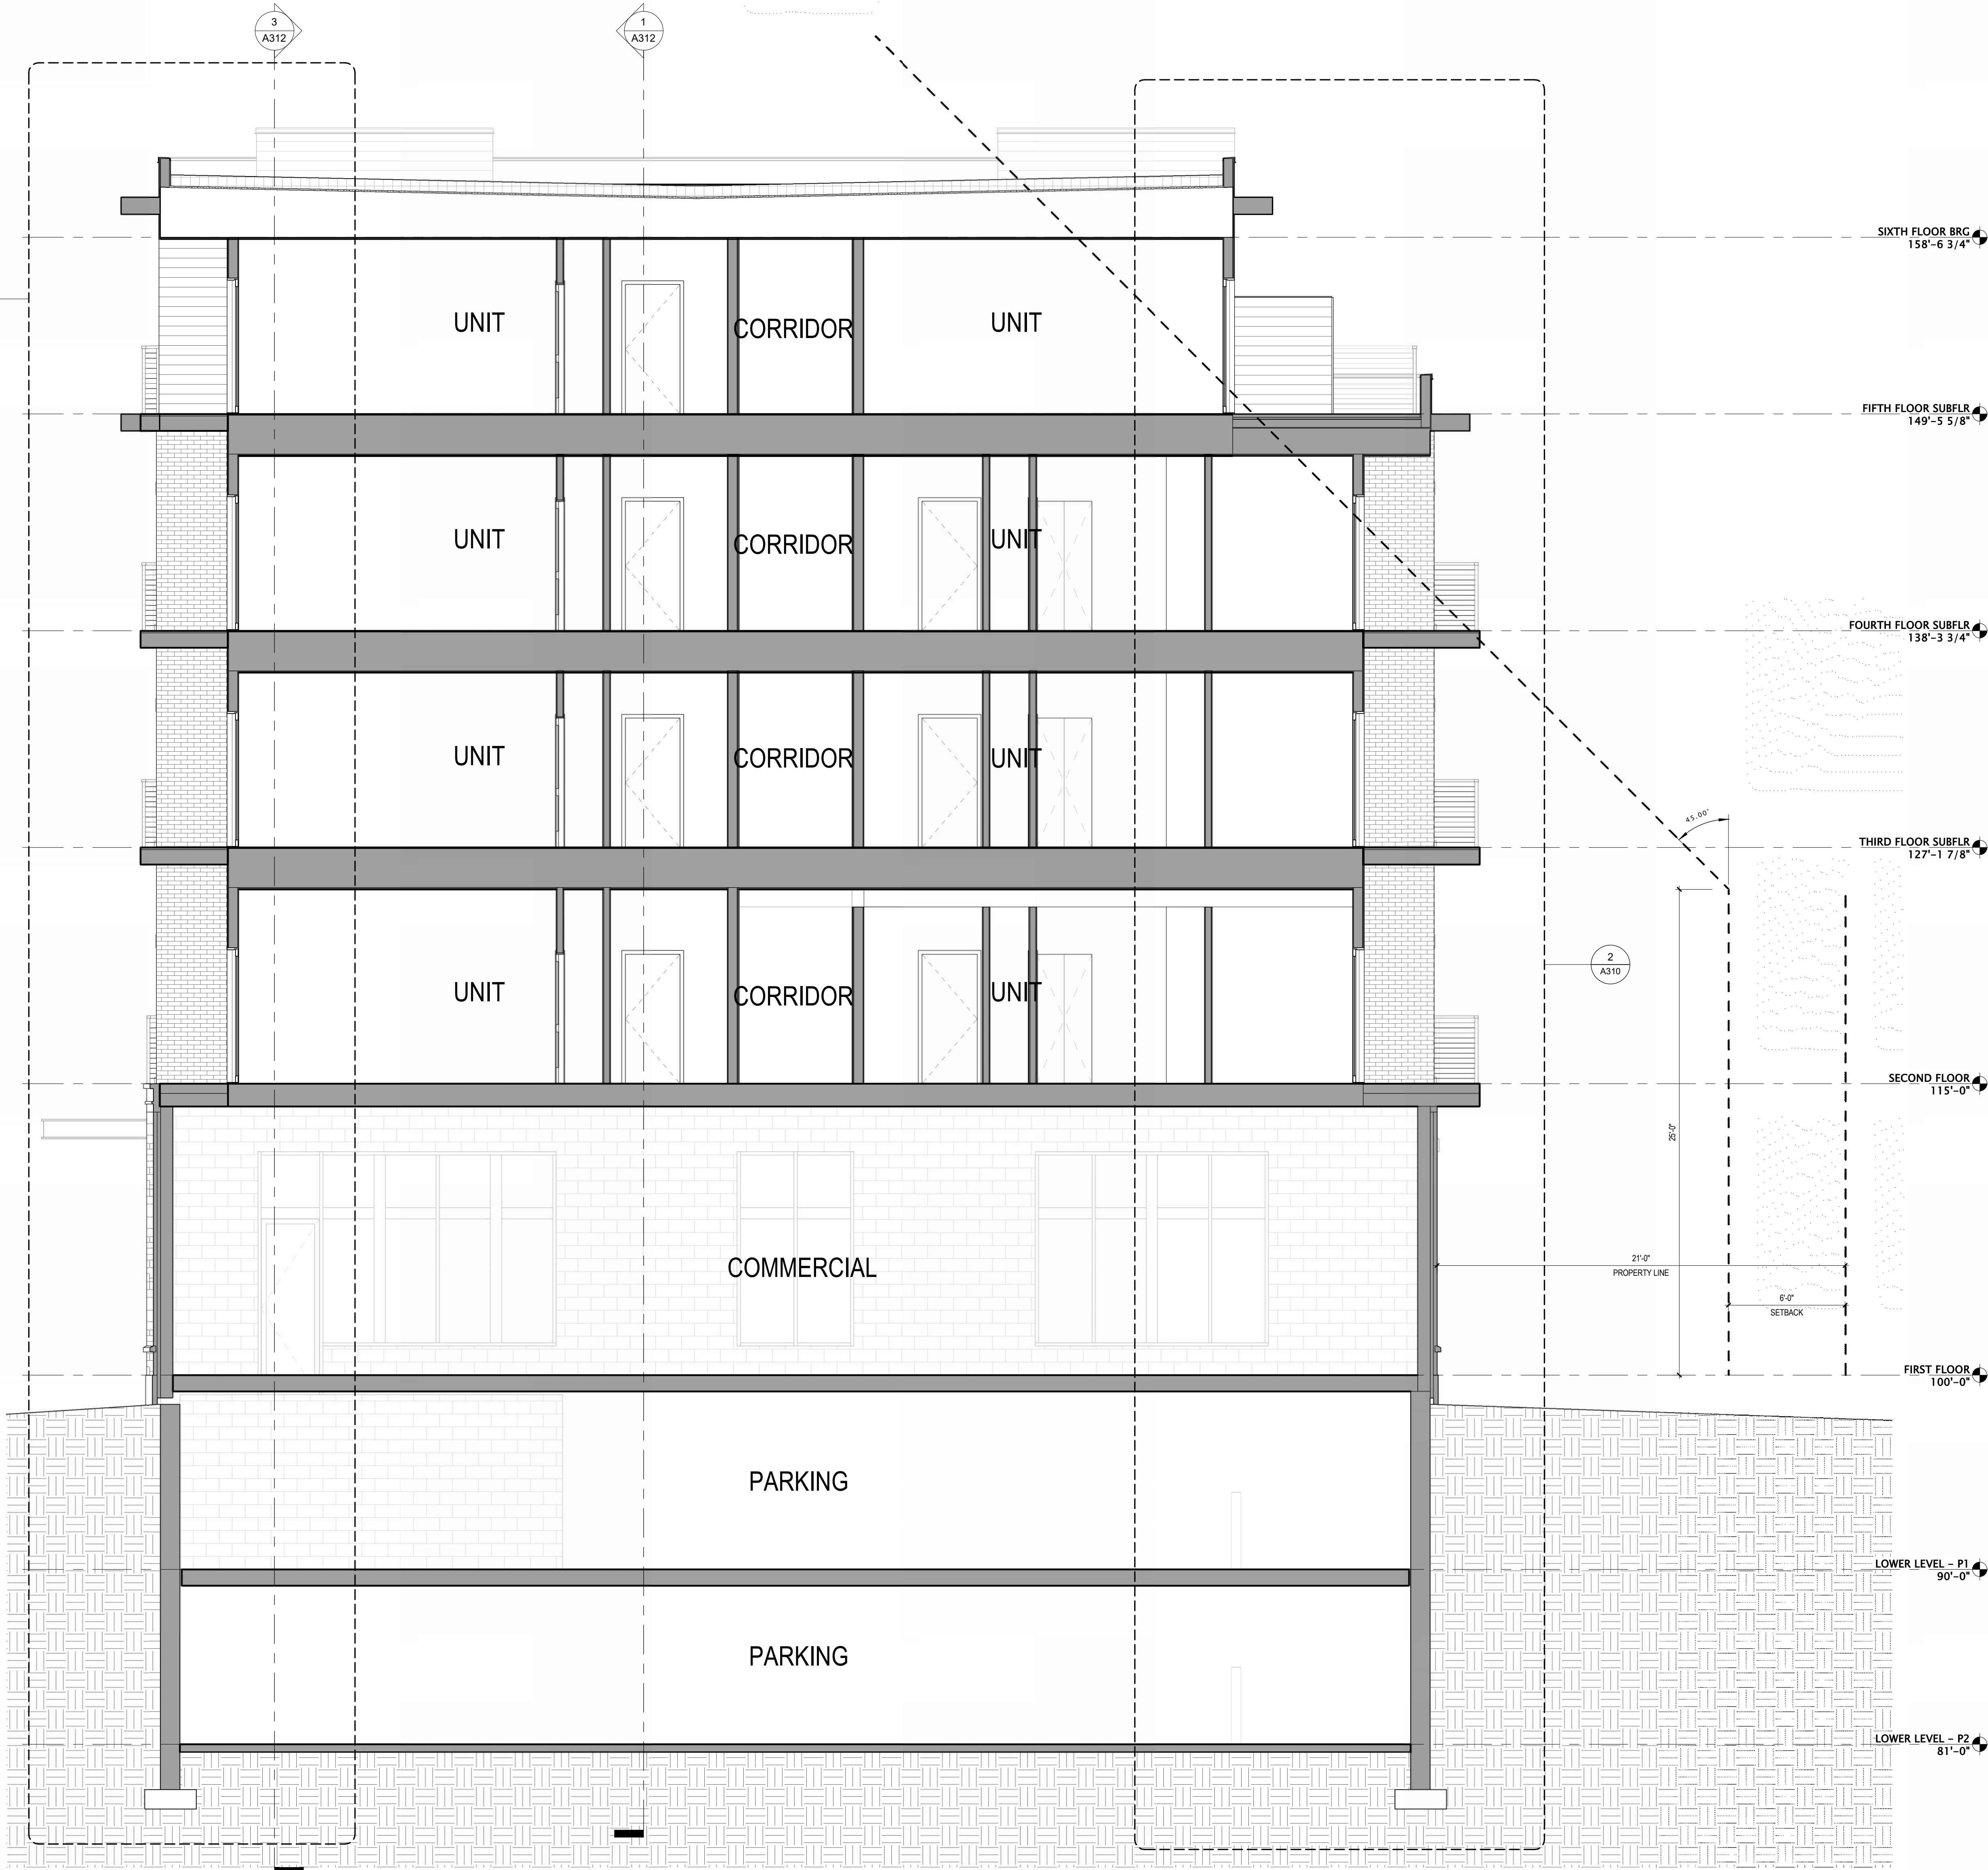 3
A312
1
A312
SIXTH FLOOR BRG
158'-6 3/4"
UNIT
CORRIDOR
UNIT
FIFTH FLOOR SUBFLR
149'-5 5/8"
UNIT
CORRIDOR
UNIT
FOURTH FLOOR SUBFLR
138'-3 3/4"
UNIT
CORRIDOR
UNIT
45.00°
THIRD FLOOR SUBFLR
127'-1 7/8"
2
A310
UNIT
CORRIDOR
UNIT
SECOND FLOOR
115'-0"
25'-0"
COMMERCIAL
21'-0"
PROPERTY LINE
6'-0"
SETBACK
FIRST FLOOR
100'-0"
PARKING
LOWER LEVEL - P1
90'-0"
PARKING
LOWER LEVEL - P2
81'-0"